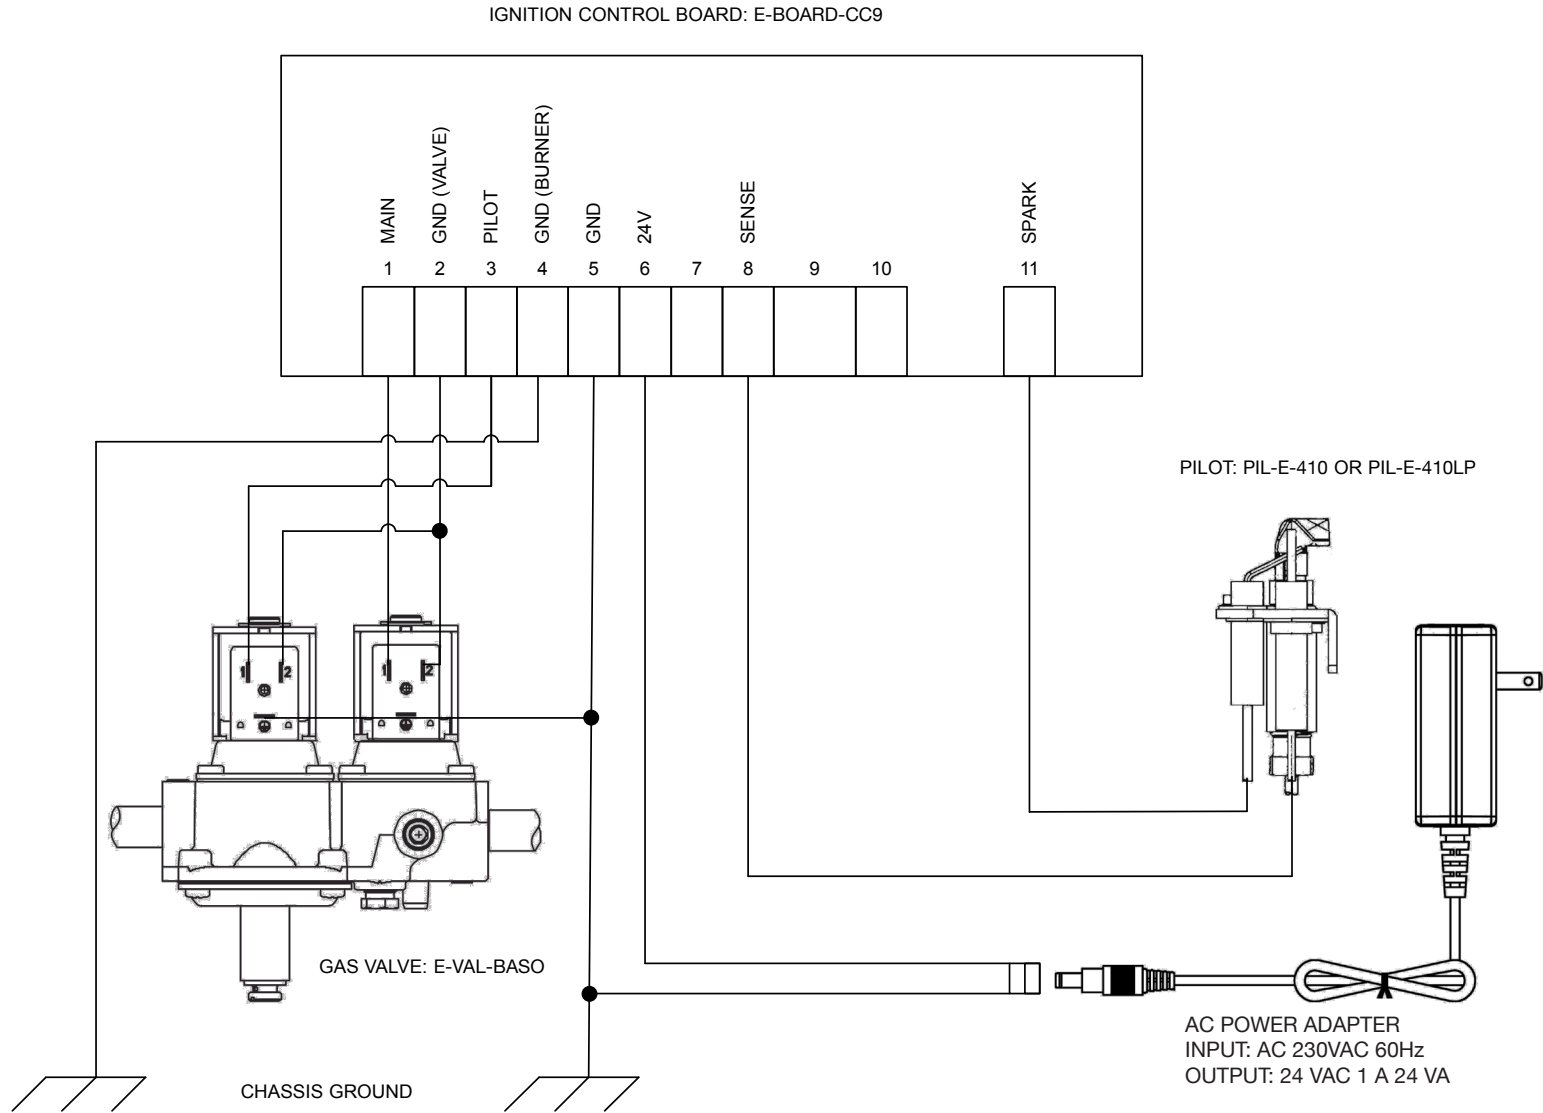 IGNITION CONTROL BOARD: E-BOARD-CC9
MAIN
GND (VALVE)
PILOT
GND (BURNER)
GND
24V
SENSE
SPARK
1 2 3 4 5 6 7 8 9 10 11
PILOT: PIL-E-410 OR PIL-E-410LP
1 2 1 2
GAS VALVE: E-VAL-BASO
AC POWER ADAPTER
INPUT: AC 230VAC 60Hz
OUTPUT: 24 VAC 1 A 24 VA
CHASSIS GROUND